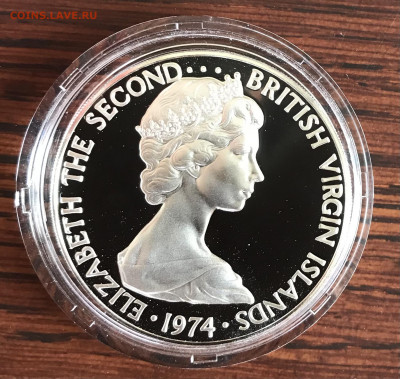 COINS.LAVE.RU
ELIZABETH THE SECOND···· BRITISH VIRGIN ISLANDS
·1974·